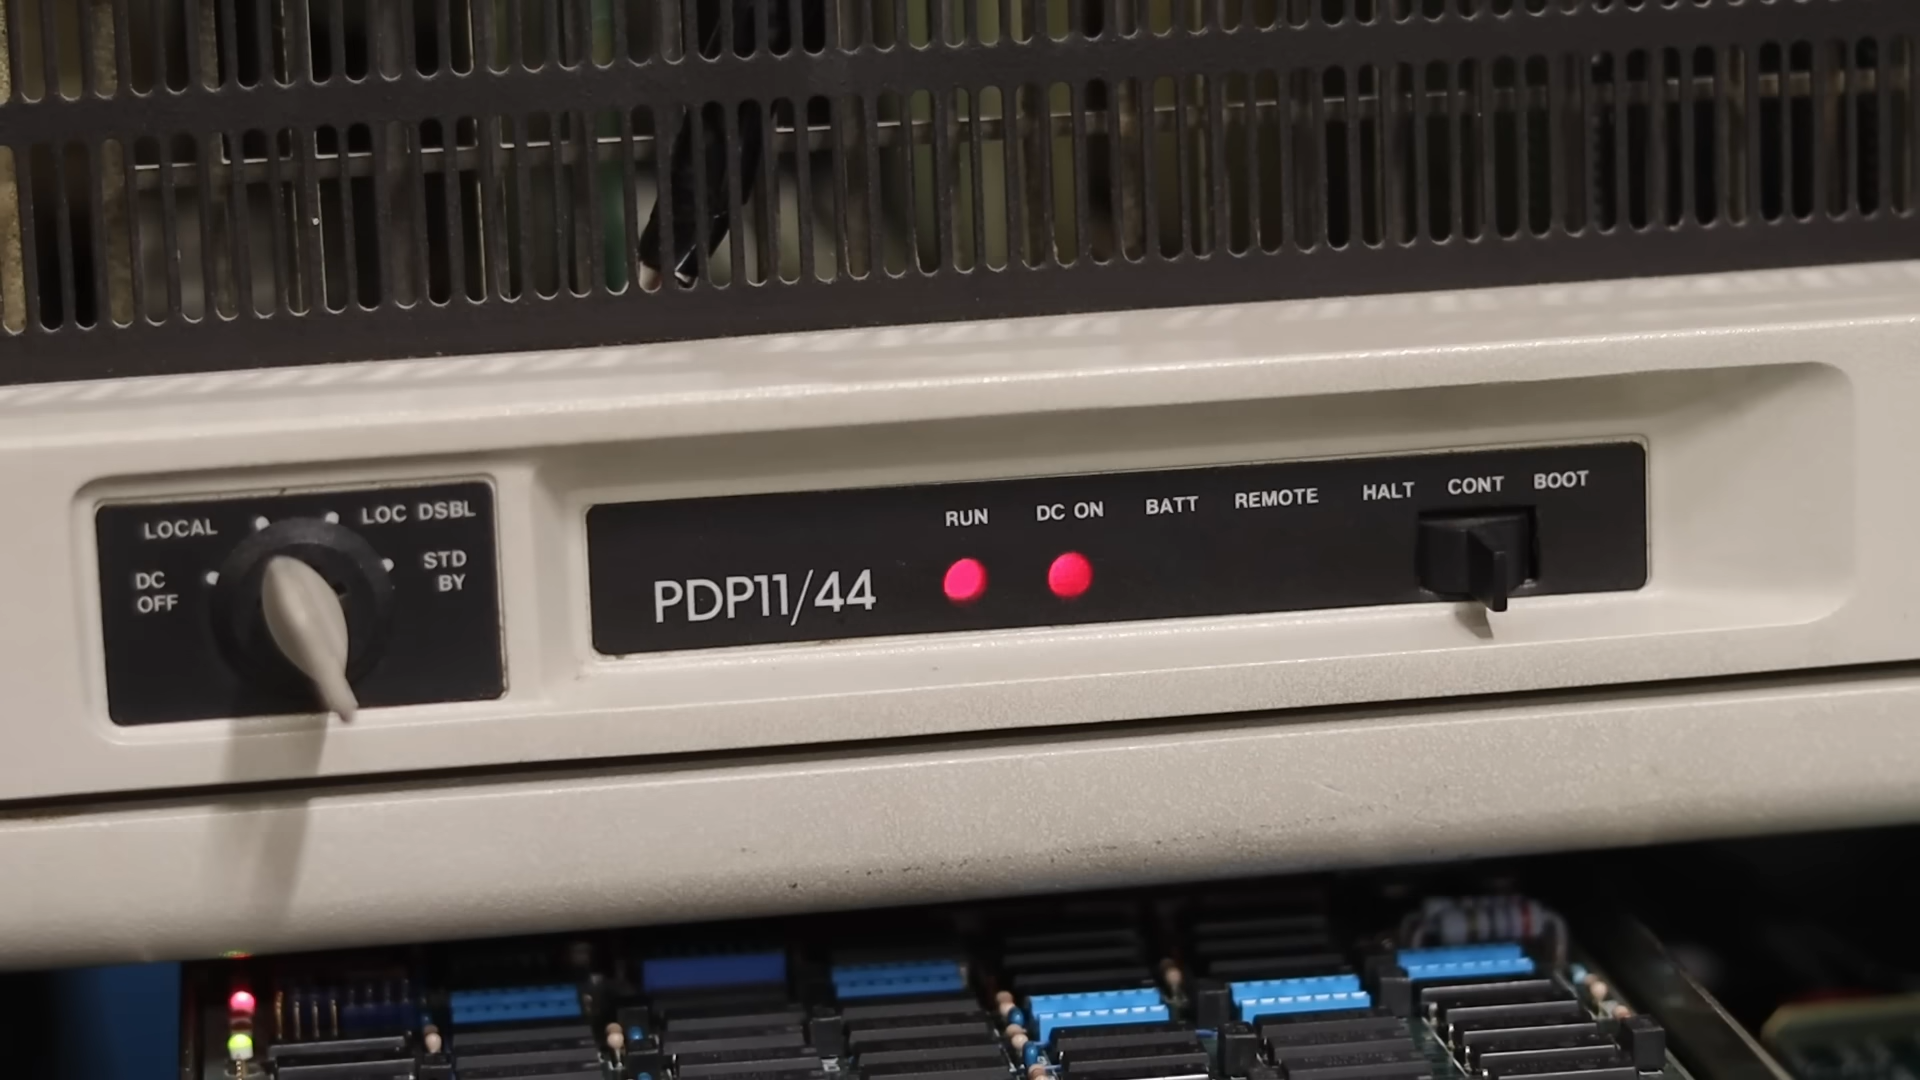 LOCAL
LOC DSBL
DC
OFF
STD
BY
PDP11/44
RUN
DC ON
BATT
REMOTE
HALT
CONT
BOOT